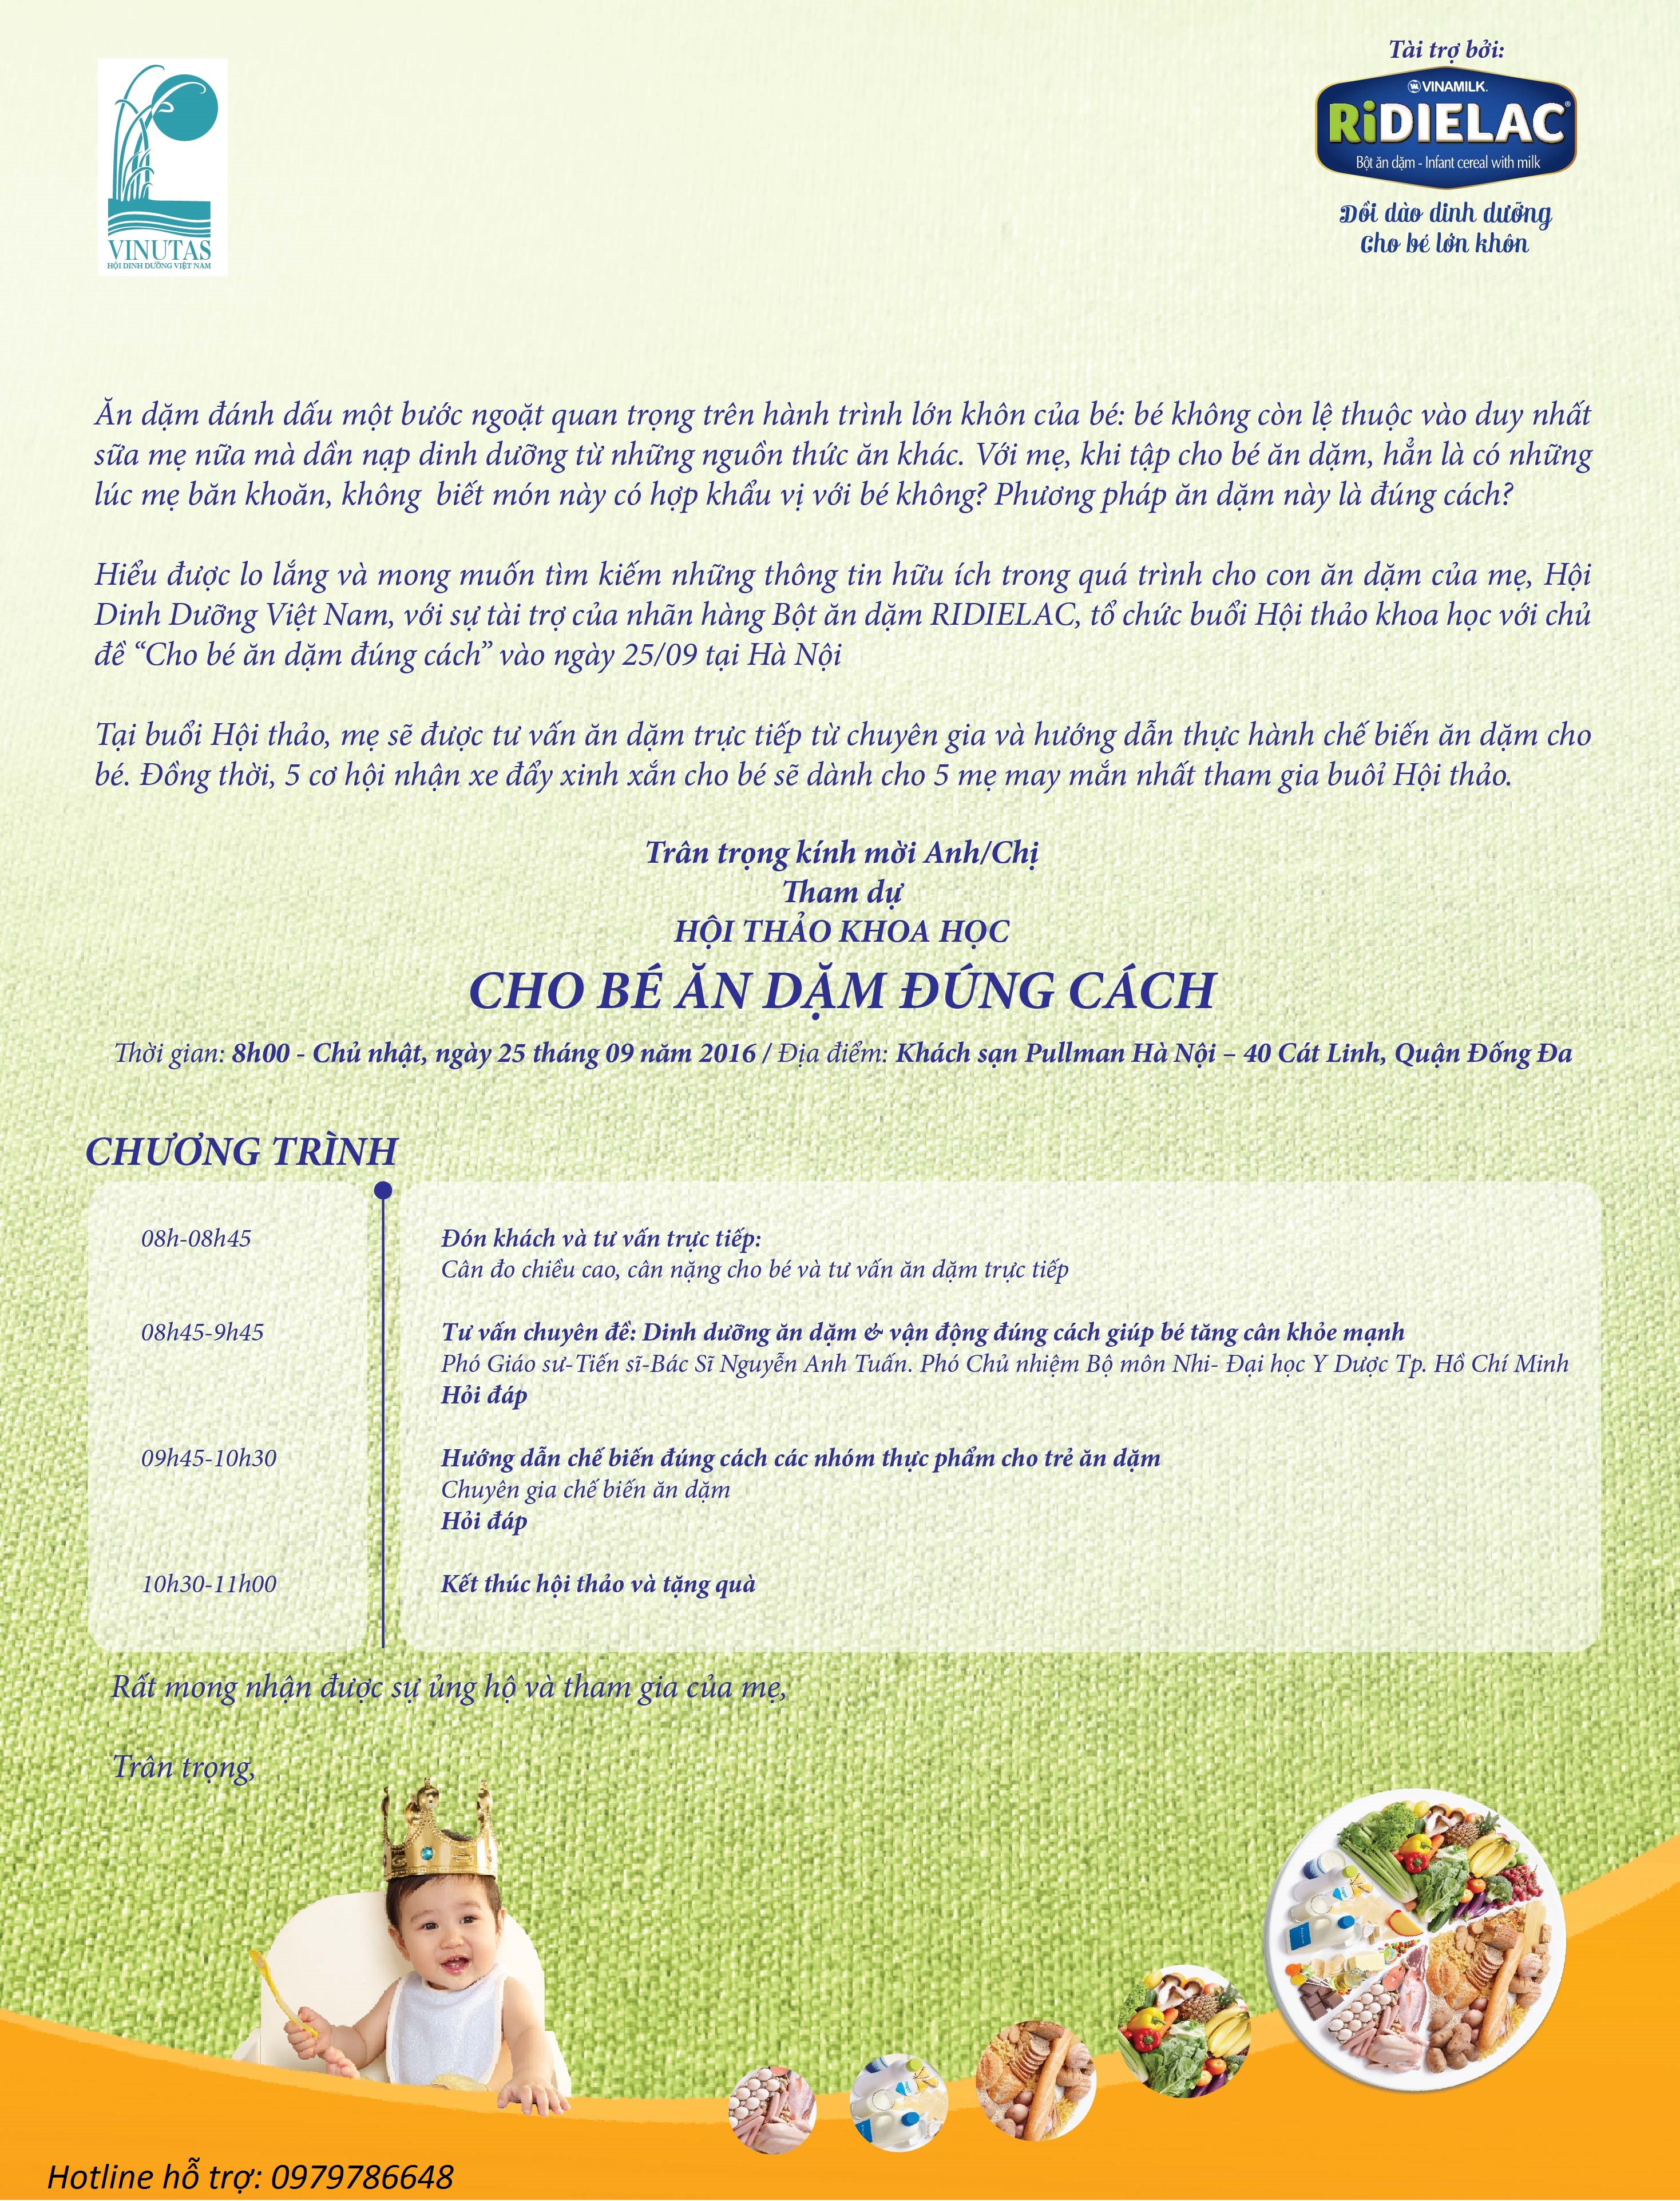 VINUTAS
HỘI DINH DƯỠNG VIỆT NAM
Tài trợ bởi:
VINAMILK.
RiDIELAC®
Bột ăn dặm - Infant cereal with milk
Dồi dào dinh dưỡng
Cho bé lớn khôn
Ăn dặm đánh dấu một bước ngoặt quan trọng trên hành trình lớn khôn của bé: bé không còn lệ thuộc vào duy nhất
sữa mẹ nữa mà dần nạp dinh dưỡng từ những nguồn thức ăn khác. Với mẹ, khi tập cho bé ăn dặm, hẳn là có những
lúc mẹ băn khoăn, không biết món này có hợp khẩu vị với bé không? Phương pháp ăn dặm này là đúng cách?
Hiểu được lo lắng và mong muốn tìm kiếm những thông tin hữu ích trong quá trình cho con ăn dặm của mẹ, Hội
Dinh Dưỡng Việt Nam, với sự tài trợ của nhãn hàng Bột ăn dặm RIDIELAC, tổ chức buổi Hội thảo khoa học với chủ
đề “Cho bé ăn dặm đúng cách” vào ngày 25/09 tại Hà Nội
Tại buổi Hội thảo, mẹ sẽ được tư vấn ăn dặm trực tiếp từ chuyên gia và hướng dẫn thực hành chế biến ăn dặm cho
bé. Đồng thời, 5 cơ hội nhận xe đẩy xinh xắn cho bé sẽ dành cho 5 mẹ may mắn nhất tham gia buổi Hội thảo.
Trân trọng kính mời Anh/Chị
Tham dự
HỘI THẢO KHOA HỌC
CHO BÉ ĂN DẶM ĐÚNG CÁCH
Thời gian: 8h00 - Chủ nhật, ngày 25 tháng 09 năm 2016 / Địa điểm: Khách sạn Pullman Hà Nội – 40 Cát Linh, Quận Đống Đa
CHƯƠNG TRÌNH
08h-08h45
Đón khách và tư vấn trực tiếp:
Cân đo chiều cao, cân nặng cho bé và tư vấn ăn dặm trực tiếp
08h45-9h45
Tư vấn chuyên đề: Dinh dưỡng ăn dặm & vận động đúng cách giúp bé tăng cân khỏe mạnh
Phó Giáo sư-Tiến sĩ-Bác Sĩ Nguyễn Anh Tuấn. Phó Chủ nhiệm Bộ môn Nhi- Đại học Y Dược Tp. Hồ Chí Minh
Hỏi đáp
09h45-10h30
Hướng dẫn chế biến đúng cách các nhóm thực phẩm cho trẻ ăn dặm
Chuyên gia chế biến ăn dặm
Hỏi đáp
10h30-11h00
Kết thúc hội thảo và tặng quà
Rất mong nhận được sự ủng hộ và tham gia của mẹ,
Trân trọng,
Hotline hỗ trợ: 0979786648